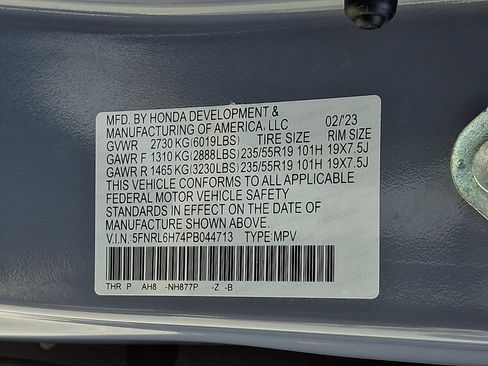 MFD. BY HONDA DEVELOPMENT &
MANUFACTURING OF AMERICA, LLC 02/'23
GVWR 2730 KG(6019LBS) TIRE SIZE RIM SIZE
GAWR F 1310 KG(2888LBS) 235/55R19 101H 19X7.5J
GAWR R 1465 KG(3230LBS) 235/55R19 101H 19X7.5J
THIS VEHICLE CONFORMS TO ALL APPLICABLE
FEDERAL MOTOR VEHICLE SAFETY
STANDARDS IN EFFECT ON THE DATE OF
MANUFACTURE SHOWN ABOVE.
V.I.N.:5FNRL6H74PB044713 TYPE:MPV
THR P AH8 -NH877P -Z -B